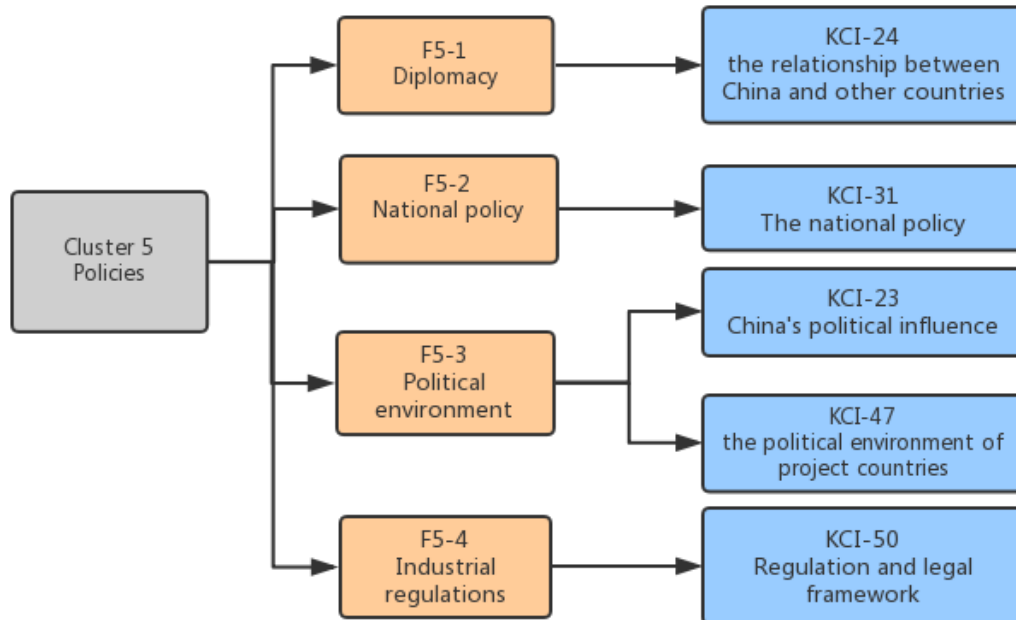 F5-1
Diplomacy
KCI-24
the relationship between
China and other countries
F5-2
National policy
KCI-31
The national policy
Cluster 5
Policies
F5-3
Political
environment
KCI-23
China's political influence
KCI-47
the political environment of
project countries
F5-4
Industrial
regulations
KCI-50
Regulation and legal
framework